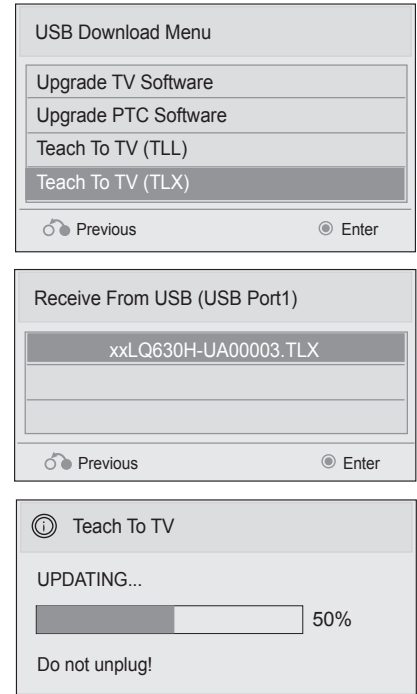 USB Download Menu
Upgrade TV Software
Upgrade PTC Software
Teach To TV (TLL)
Teach To TV (TLX)
Previous
Enter
Receive From USB (USB Port1)
xxLQ630H-UA00003.TLX
Previous
Enter
Teach To TV
UPDATING...
50%
Do not unplug!